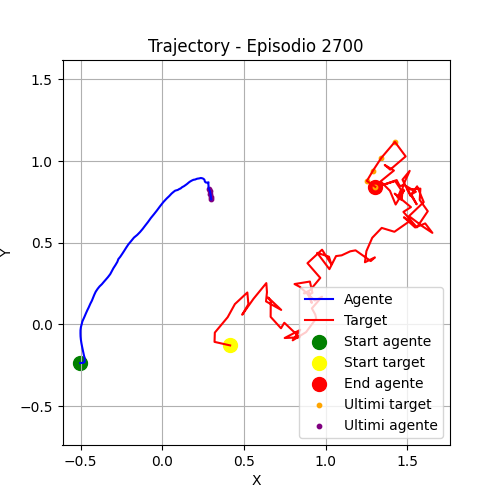 Trajectory - Episodio 2700
Y
1.5
1.0
0.5
0.0
−0.5
−0.5
0.0
0.5
1.0
1.5
X
Agente
Target
Start agente
Start target
End agente
Ultimi target
Ultimi agente